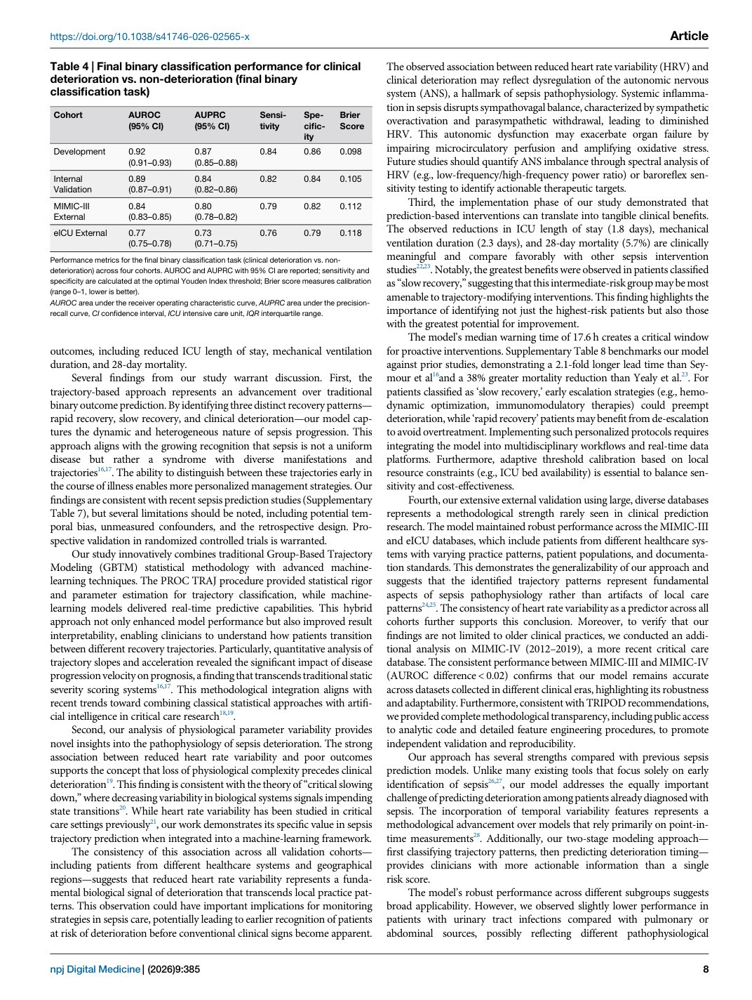 https://doi.org/10.1038/s41746-026-02565-x
Article
Table 4 | Final binary classification performance for clinical
deterioration vs. non-deterioration (final binary
classification task)
Cohort AUROC (95% CI) AUPRC (95% CI) Sensi-tivity Spe-cific-ity Brier Score
Development 0.92 (0.91–0.93) 0.87 (0.85–0.88) 0.84 0.86 0.098
Internal Validation 0.89 (0.87–0.91) 0.84 (0.82–0.86) 0.82 0.84 0.105
MIMIC-III External 0.84 (0.83–0.85) 0.80 (0.78–0.82) 0.79 0.82 0.112
eICU External 0.77 (0.75–0.78) 0.73 (0.71–0.75) 0.76 0.79 0.118
Performance metrics for the final binary classification task (clinical deterioration vs. non-
deterioration) across four cohorts. AUROC and AUPRC with 95% CI are reported; sensitivity and
specificity are calculated at the optimal Youden Index threshold; Brier score measures calibration
(range 0–1, lower is better).
AUROC area under the receiver operating characteristic curve, AUPRC area under the precision-
recall curve, CI confidence interval, ICU intensive care unit, IQR interquartile range.
outcomes, including reduced ICU length of stay, mechanical ventilation
duration, and 28-day mortality.
Several findings from our study warrant discussion. First, the
trajectory-based approach represents an advancement over traditional
binary outcome prediction. By identifying three distinct recovery patterns—
rapid recovery, slow recovery, and clinical deterioration—our model cap-
tures the dynamic and heterogeneous nature of sepsis progression. This
approach aligns with the growing recognition that sepsis is not a uniform
disease but rather a syndrome with diverse manifestations and
trajectories16,17. The ability to distinguish between these trajectories early in
the course of illness enables more personalized management strategies. Our
findings are consistent with recent sepsis prediction studies (Supplementary
Table 7), but several limitations should be noted, including potential tem-
poral bias, unmeasured confounders, and the retrospective design. Pro-
spective validation in randomized controlled trials is warranted.
Our study innovatively combines traditional Group-Based Trajectory
Modeling (GBTM) statistical methodology with advanced machine-
learning techniques. The PROC TRAJ procedure provided statistical rigor
and parameter estimation for trajectory classification, while machine-
learning models delivered real-time predictive capabilities. This hybrid
approach not only enhanced model performance but also improved result
interpretability, enabling clinicians to understand how patients transition
between different recovery trajectories. Particularly, quantitative analysis of
trajectory slopes and acceleration revealed the significant impact of disease
progression velocity on prognosis, a finding that transcends traditional static
severity scoring systems16,17. This methodological integration aligns with
recent trends toward combining classical statistical approaches with artifi-
cial intelligence in critical care research18,19.
Second, our analysis of physiological parameter variability provides
novel insights into the pathophysiology of sepsis deterioration. The strong
association between reduced heart rate variability and poor outcomes
supports the concept that loss of physiological complexity precedes clinical
deterioration19. This finding is consistent with the theory of “critical slowing
down,” where decreasing variability in biological systems signals impending
state transitions20. While heart rate variability has been studied in critical
care settings previously21, our work demonstrates its specific value in sepsis
trajectory prediction when integrated into a machine-learning framework.
The consistency of this association across all validation cohorts—
including patients from different healthcare systems and geographical
regions—suggests that reduced heart rate variability represents a funda-
mental biological signal of deterioration that transcends local practice pat-
terns. This observation could have important implications for monitoring
strategies in sepsis care, potentially leading to earlier recognition of patients
at risk of deterioration before conventional clinical signs become apparent.
The observed association between reduced heart rate variability (HRV) and
clinical deterioration may reflect dysregulation of the autonomic nervous
system (ANS), a hallmark of sepsis pathophysiology. Systemic inflamma-
tion in sepsis disrupts sympathovagal balance, characterized by sympathetic
overactivation and parasympathetic withdrawal, leading to diminished
HRV. This autonomic dysfunction may exacerbate organ failure by
impairing microcirculatory perfusion and amplifying oxidative stress.
Future studies should quantify ANS imbalance through spectral analysis of
HRV (e.g., low-frequency/high-frequency power ratio) or baroreflex sen-
sitivity testing to identify actionable therapeutic targets.
Third, the implementation phase of our study demonstrated that
prediction-based interventions can translate into tangible clinical benefits.
The observed reductions in ICU length of stay (1.8 days), mechanical
ventilation duration (2.3 days), and 28-day mortality (5.7%) are clinically
meaningful and compare favorably with other sepsis intervention
studies22,23. Notably, the greatest benefits were observed in patients classified
as “slow recovery,” suggesting that this intermediate-risk group may be most
amenable to trajectory-modifying interventions. This finding highlights the
importance of identifying not just the highest-risk patients but also those
with the greatest potential for improvement.
The model’s median warning time of 17.6 h creates a critical window
for proactive interventions. Supplementary Table 8 benchmarks our model
against prior studies, demonstrating a 2.1-fold longer lead time than Sey-
mour et al16and a 38% greater mortality reduction than Yealy et al.23. For
patients classified as ‘slow recovery,’ early escalation strategies (e.g., hemo-
dynamic optimization, immunomodulatory therapies) could preempt
deterioration, while ‘rapid recovery’ patients may benefit from de-escalation
to avoid overtreatment. Implementing such personalized protocols requires
integrating the model into multidisciplinary workflows and real-time data
platforms. Furthermore, adaptive threshold calibration based on local
resource constraints (e.g., ICU bed availability) is essential to balance sen-
sitivity and cost-effectiveness.
Fourth, our extensive external validation using large, diverse databases
represents a methodological strength rarely seen in clinical prediction
research. The model maintained robust performance across the MIMIC-III
and eICU databases, which include patients from different healthcare sys-
tems with varying practice patterns, patient populations, and documenta-
tion standards. This demonstrates the generalizability of our approach and
suggests that the identified trajectory patterns represent fundamental
aspects of sepsis pathophysiology rather than artifacts of local care
patterns24,25. The consistency of heart rate variability as a predictor across all
cohorts further supports this conclusion. Moreover, to verify that our
findings are not limited to older clinical practices, we conducted an addi-
tional analysis on MIMIC-IV (2012–2019), a more recent critical care
database. The consistent performance between MIMIC-III and MIMIC-IV
(AUROC difference < 0.02) confirms that our model remains accurate
across datasets collected in different clinical eras, highlighting its robustness
and adaptability. Furthermore, consistent with TRIPOD recommendations,
we provided complete methodological transparency, including public access
to analytic code and detailed feature engineering procedures, to promote
independent validation and reproducibility.
Our approach has several strengths compared with previous sepsis
prediction models. Unlike many existing tools that focus solely on early
identification of sepsis26,27, our model addresses the equally important
challenge of predicting deterioration among patients already diagnosed with
sepsis. The incorporation of temporal variability features represents a
methodological advancement over models that rely primarily on point-in-
time measurements28. Additionally, our two-stage modeling approach—
first classifying trajectory patterns, then predicting deterioration timing—
provides clinicians with more actionable information than a single
risk score.
The model’s robust performance across different subgroups suggests
broad applicability. However, we observed slightly lower performance in
patients with urinary tract infections compared with pulmonary or
abdominal sources, possibly reflecting different pathophysiological
npj Digital Medicine | (2026)9:385
8